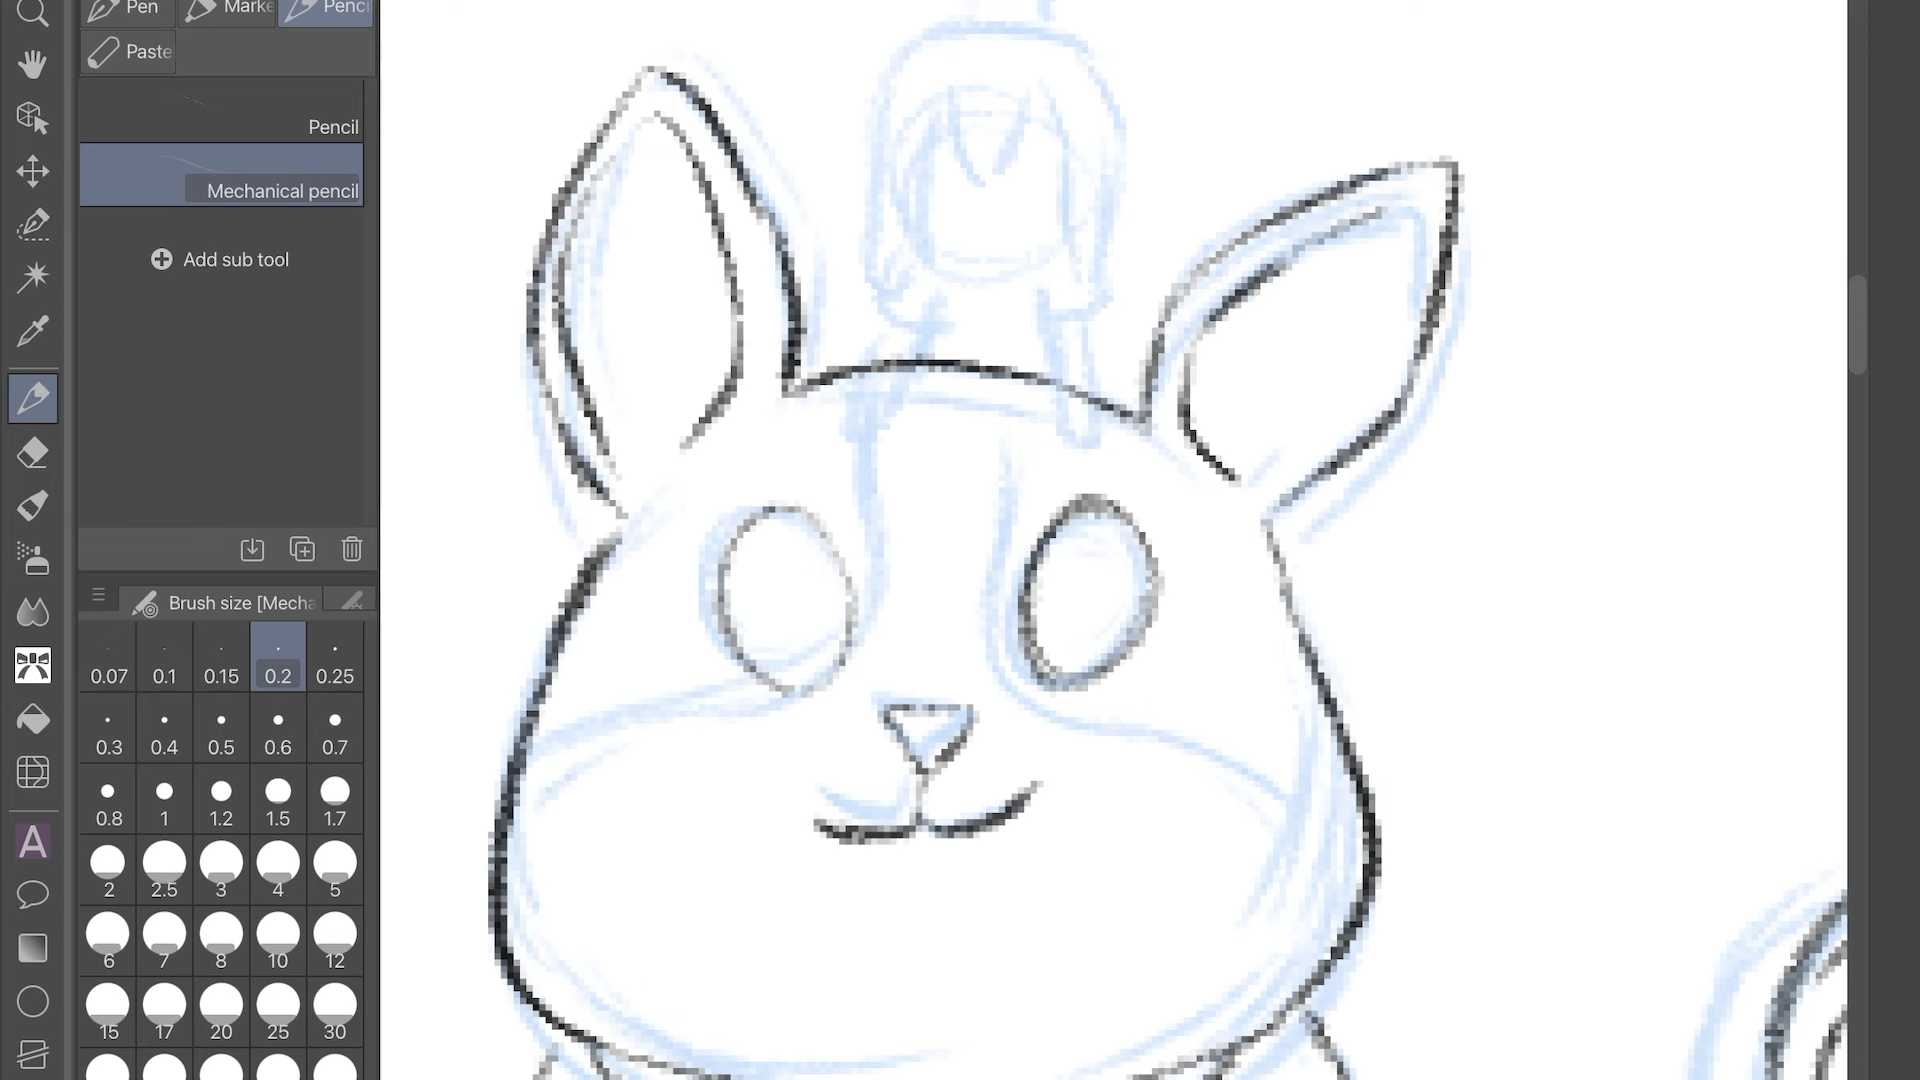 Pen Marke Penci
Paste
Pencil
Mechanical pencil
Add sub tool
Brush size [Mecha
0.07 0.1 0.15 0.2 0.25
0.3 0.4 0.5 0.6 0.7
0.8 1 1.2 1.5 1.7
2 2.5 3 4 5
6 7 8 10 12
15 17 20 25 30
A